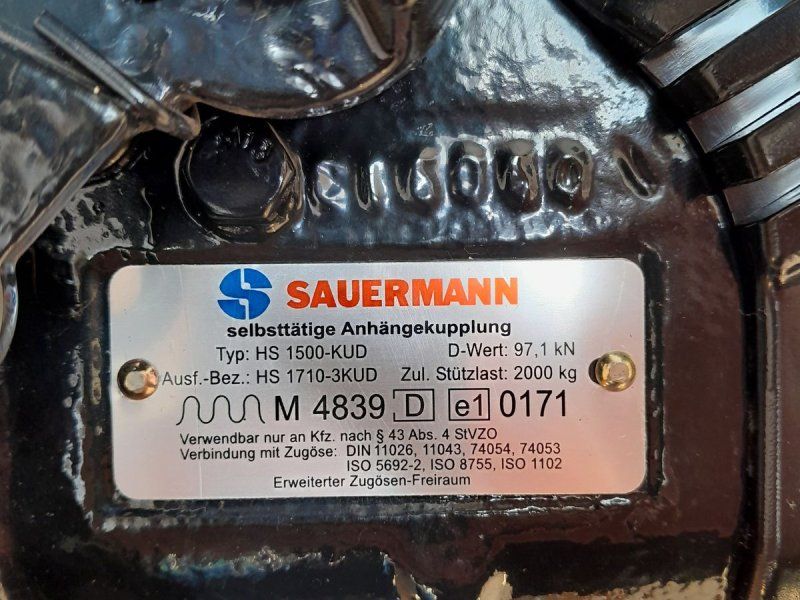 SAUERMANN
selbsttätige Anhängekupplung
Typ: HS 1500-KUD D-Wert: 97,1 kN
Ausf.-Bez.: HS 1710-3KUD Zul. Stützlast: 2000 kg
M 4839 D e1 0171
Verwendbar nur an Kfz. nach § 43 Abs. 4 StVZO
Verbindung mit Zugöse: DIN 11026, 11043, 74054, 74053
ISO 5692-2, ISO 8755, ISO 1102
Erweiterter Zugösen-Freiraum